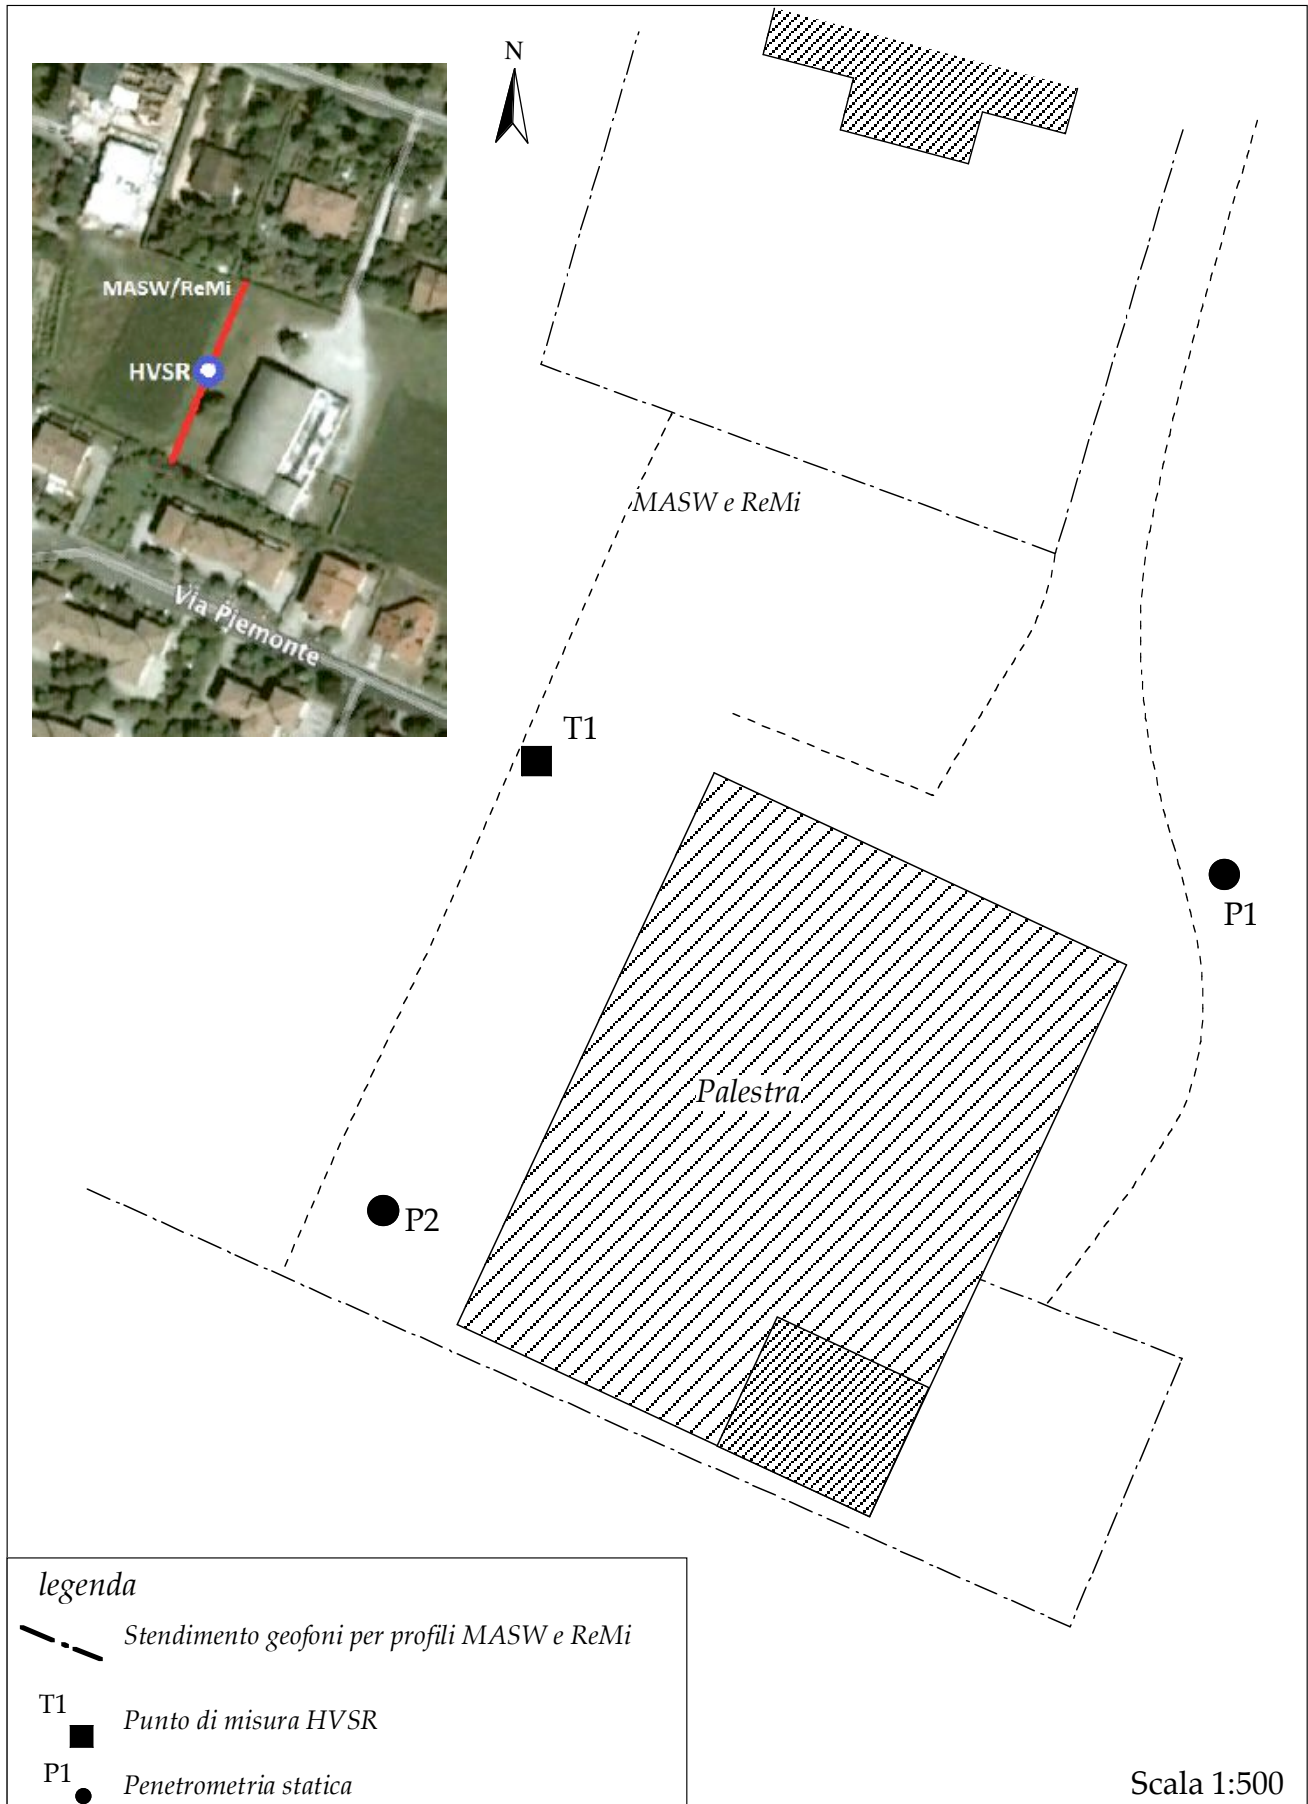 N
MASW/ReMi
HVSR
Via Piemonte
MASW e ReMi
T1
P1
Palestra
P2
legenda
Stendimento geofoni per profili MASW e ReMi
T1
Punto di misura HVSR
P1
Penetrometria statica
Scala 1:500